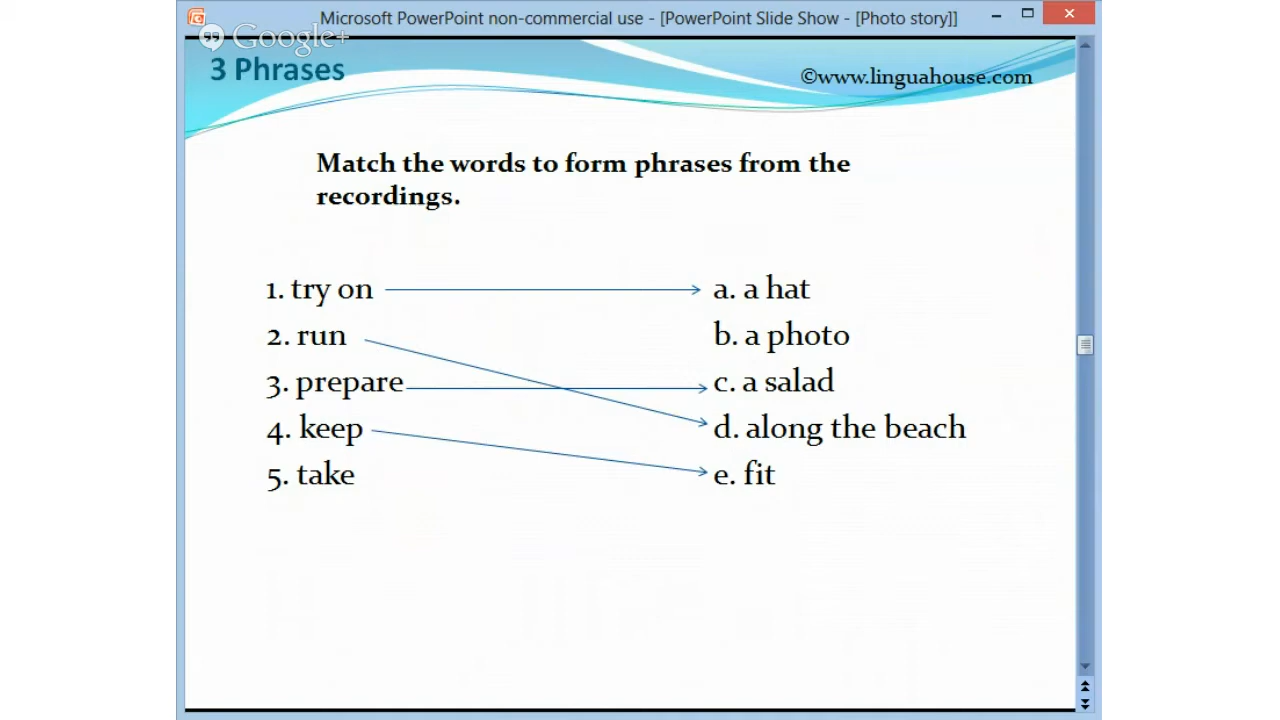 Microsoft PowerPoint non-commercial use - [PowerPoint Slide Show - [Photo story]]
Google+
3 Phrases
©www.linguahouse.com
Match the words to form phrases from the
recordings.
1. try on
a. a hat
2. run
b. a photo
3. prepare
c. a salad
4. keep
d. along the beach
5. take
e. fit